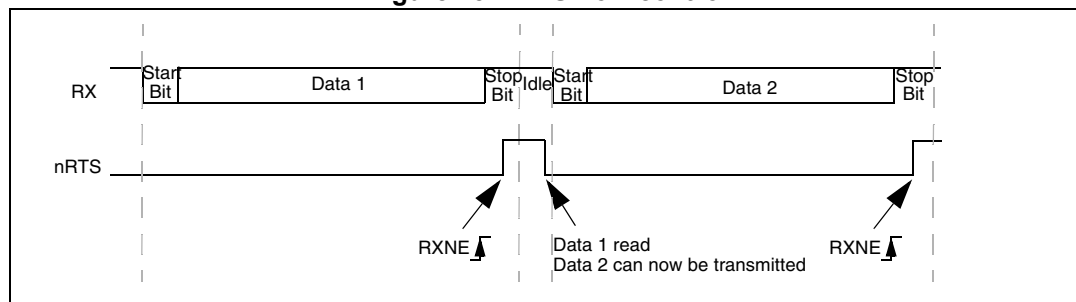 RX
Start Bit
Data 1
Stop Bit
Idle
Start Bit
Data 2
Stop Bit
nRTS
RXNE
Data 1 read
Data 2 can now be transmitted
RXNE